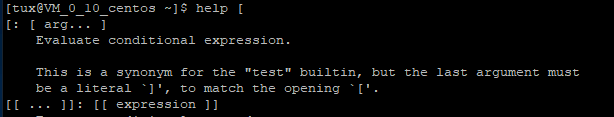 [tux@VM_0_10_centos ~]$ help [
[: [ arg... ]
    Evaluate conditional expression.

    This is a synonym for the "test" builtin, but the last argument must
    be a literal `]', to match the opening `['.
[[ ... ]]: [[ expression ]]